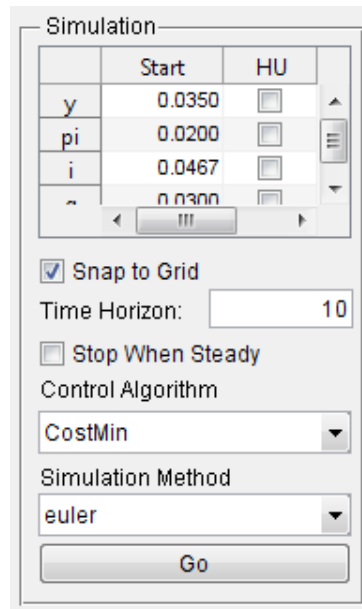 Simulation
Start HU
y 0.0350
pi 0.0200
i 0.0467
0.0300
Snap to Grid
Time Horizon: 10
Stop When Steady
Control Algorithm
CostMin
Simulation Method
euler
Go